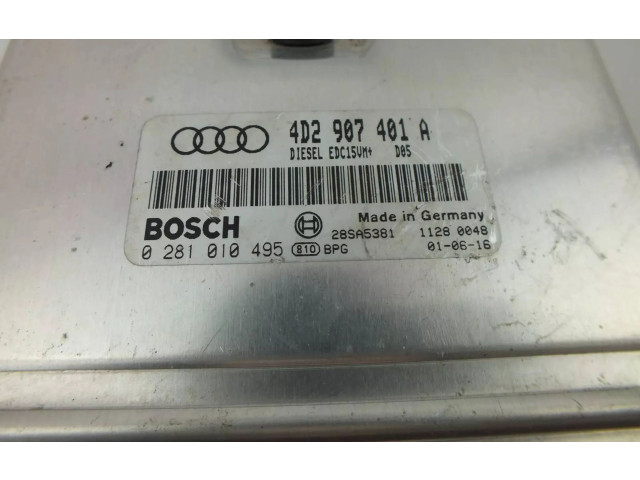 4D2 907 401 A
DIESEL EDC15VM+ D05
BOSCH
Made in Germany
28SA5381 1128 0048
0 281 010 495 810 BPG 01-06-16